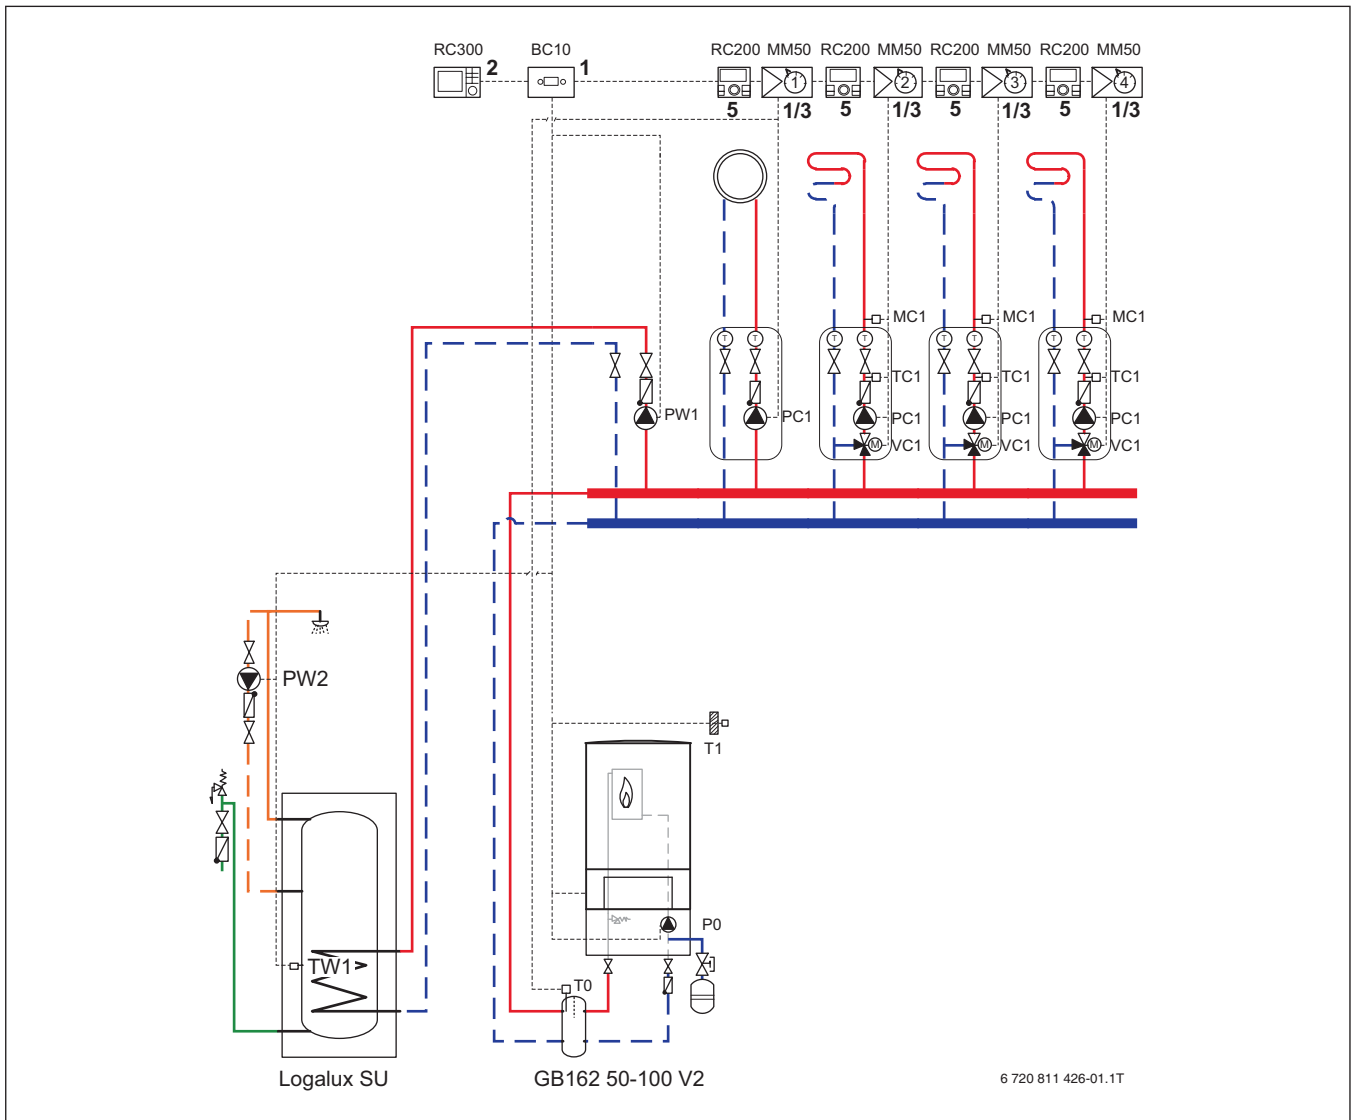 RC300 BC10 RC200 MM50 RC200 MM50 RC200 MM50 RC200 MM50
2 1 1 2 3 4
5 1/3 5 1/3 5 1/3 5 1/3
MC1 MC1 MC1
T T T T T T T T
TC1 TC1 TC1
PW1 PC1 PC1 PC1 PC1
M VC1 M VC1 M VC1
PW2
T1
P0
TW1
T0
Logalux SU GB162 50-100 V2 6 720 811 426-01.1T